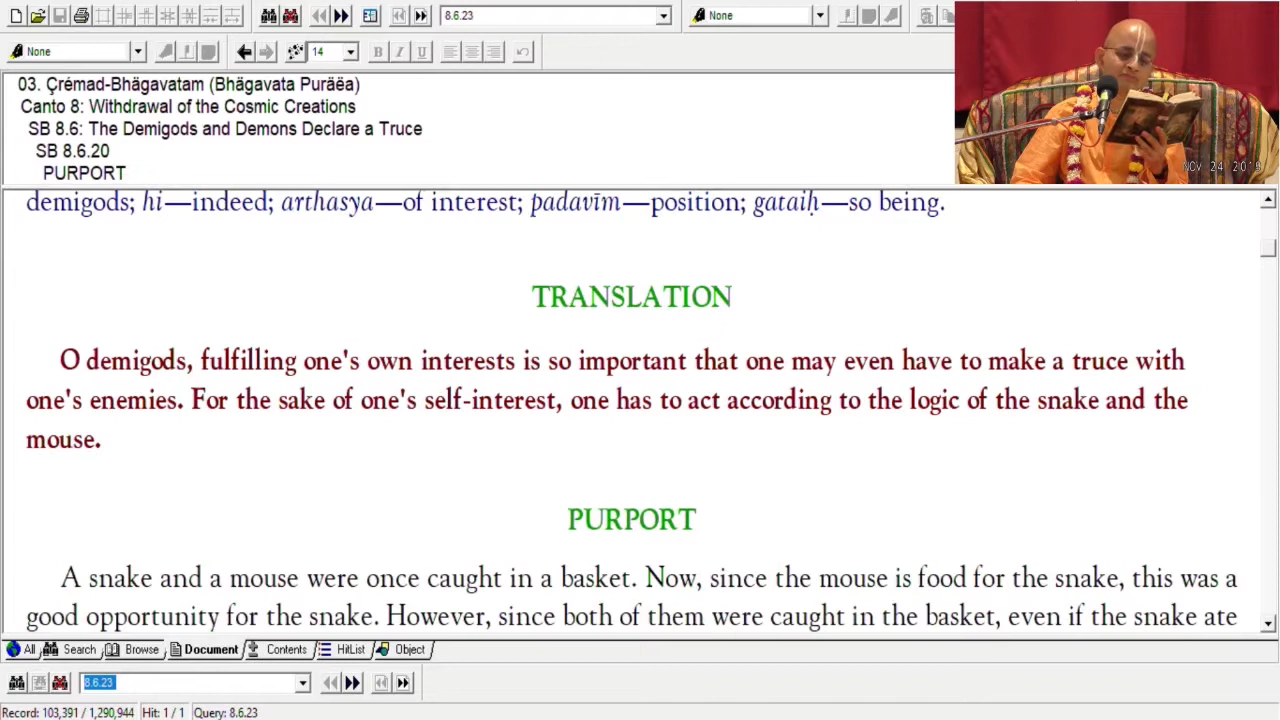 8.6.23
None
None
14
B I U
03. Çrémad-Bhägavatam (Bhägavata Puräëa)
Canto 8: Withdrawal of the Cosmic Creations
SB 8.6: The Demigods and Demons Declare a Truce
SB 8.6.20
PURPORT
NOV 24 2019
demigods; hi—indeed; arthasya—of interest; padavīm—position; gataiḥ—so being.
TRANSLATION
O demigods, fulfilling one's own interests is so important that one may even have to make a truce with
one's enemies. For the sake of one's self-interest, one has to act according to the logic of the snake and the
mouse.
PURPORT
A snake and a mouse were once caught in a basket. Now, since the mouse is food for the snake, this was a
good opportunity for the snake. However, since both of them were caught in the basket, even if the snake ate
All Search Browse Document Contents HitList Object
8.6.23
Record: 103,391 / 1,290,944 Hit: 1 / 1 Query: 8.6.23